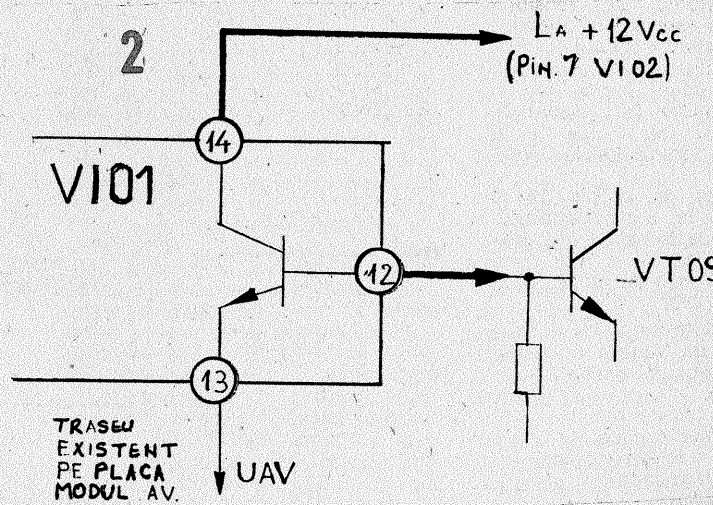 2
LA + 12Vcc
(PIN. 7 VI02)
14
VI01
12
VT09
13
TRASEU
EXISTENT
PE PLACA
MODUL AV.
UAV